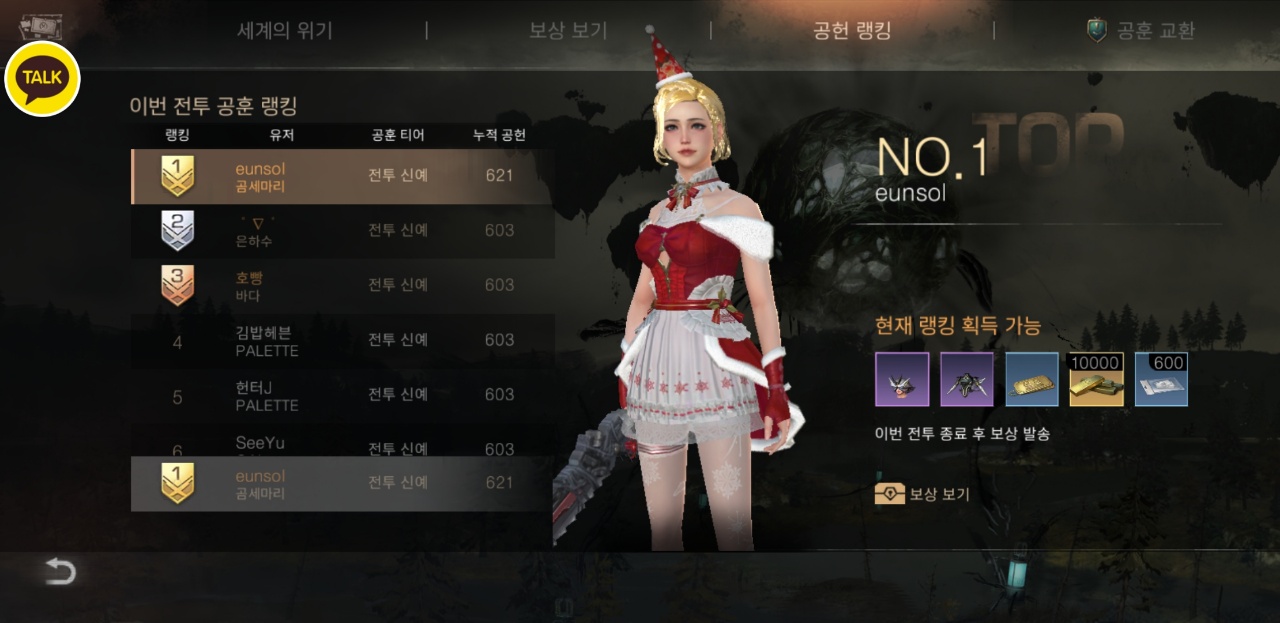 세계의 위기
보상 보기
공헌 랭킹
공훈 교환
TALK
이번 전투 공훈 랭킹
랭킹 유저 공훈 티어 누적 공헌
1 eunsol 전투 신예 621
곰세마리
2 ˙ ▽ ˙ 전투 신예 603
은하수
3 호빵 전투 신예 603
바다
4 김밥헤븐 전투 신예 603
PALETTE
5 헌터J 전투 신예 603
PALETTE
6 SeeYu 전투 신예 603
1 eunsol 전투 신예 621
곰세마리
TOP
NO.1
eunsol
현재 랭킹 획득 가능
10000 600
이번 전투 종료 후 보상 발송
보상 보기